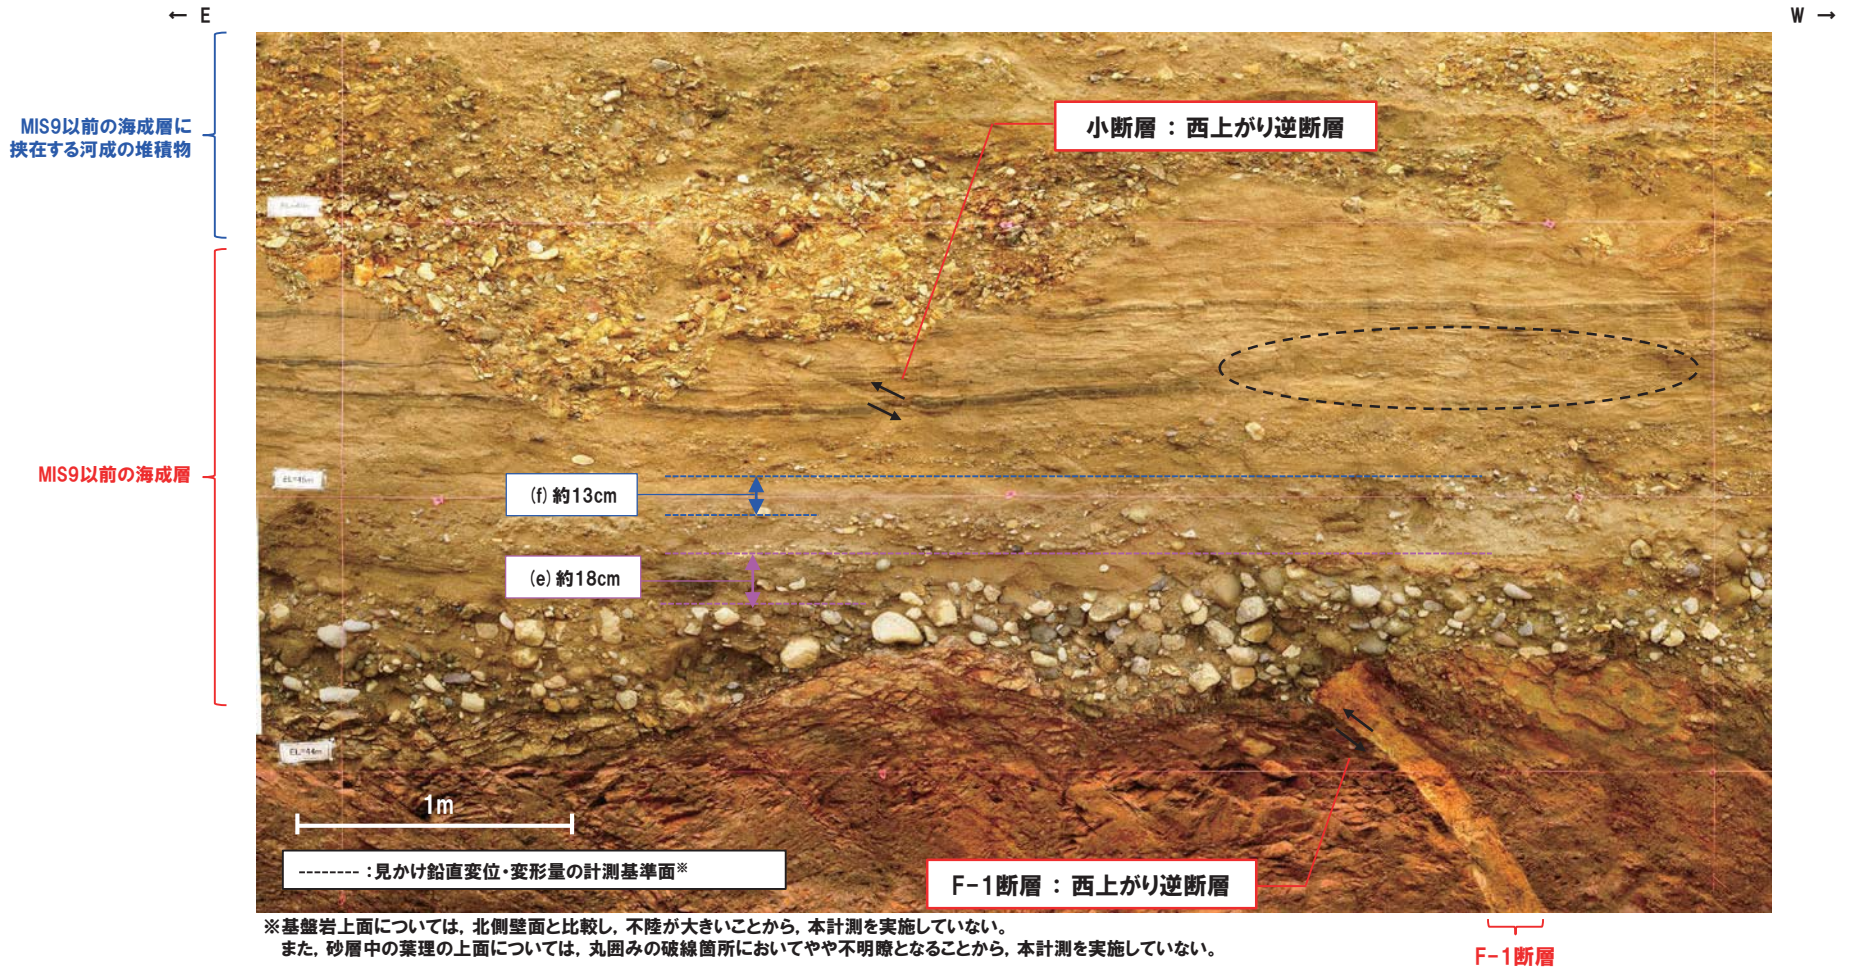 ← E
W →
MIS9以前の海成層に
挟在する河成の堆積物
小断層 : 西上がり逆断層
MIS9以前の海成層
EL=45m
(f) 約13cm
(e) 約18cm
EL=44m
1m
-------- :見かけ鉛直変位・変形量の計測基準面※
F-1断層 : 西上がり逆断層
※基盤岩上面については, 北側壁面と比較し, 不陸が大きいことから, 本計測を実施していない。
また, 砂層中の葉理の上面については, 丸囲みの破線箇所においてやや不明瞭となることから, 本計測を実施していない。
F-1断層